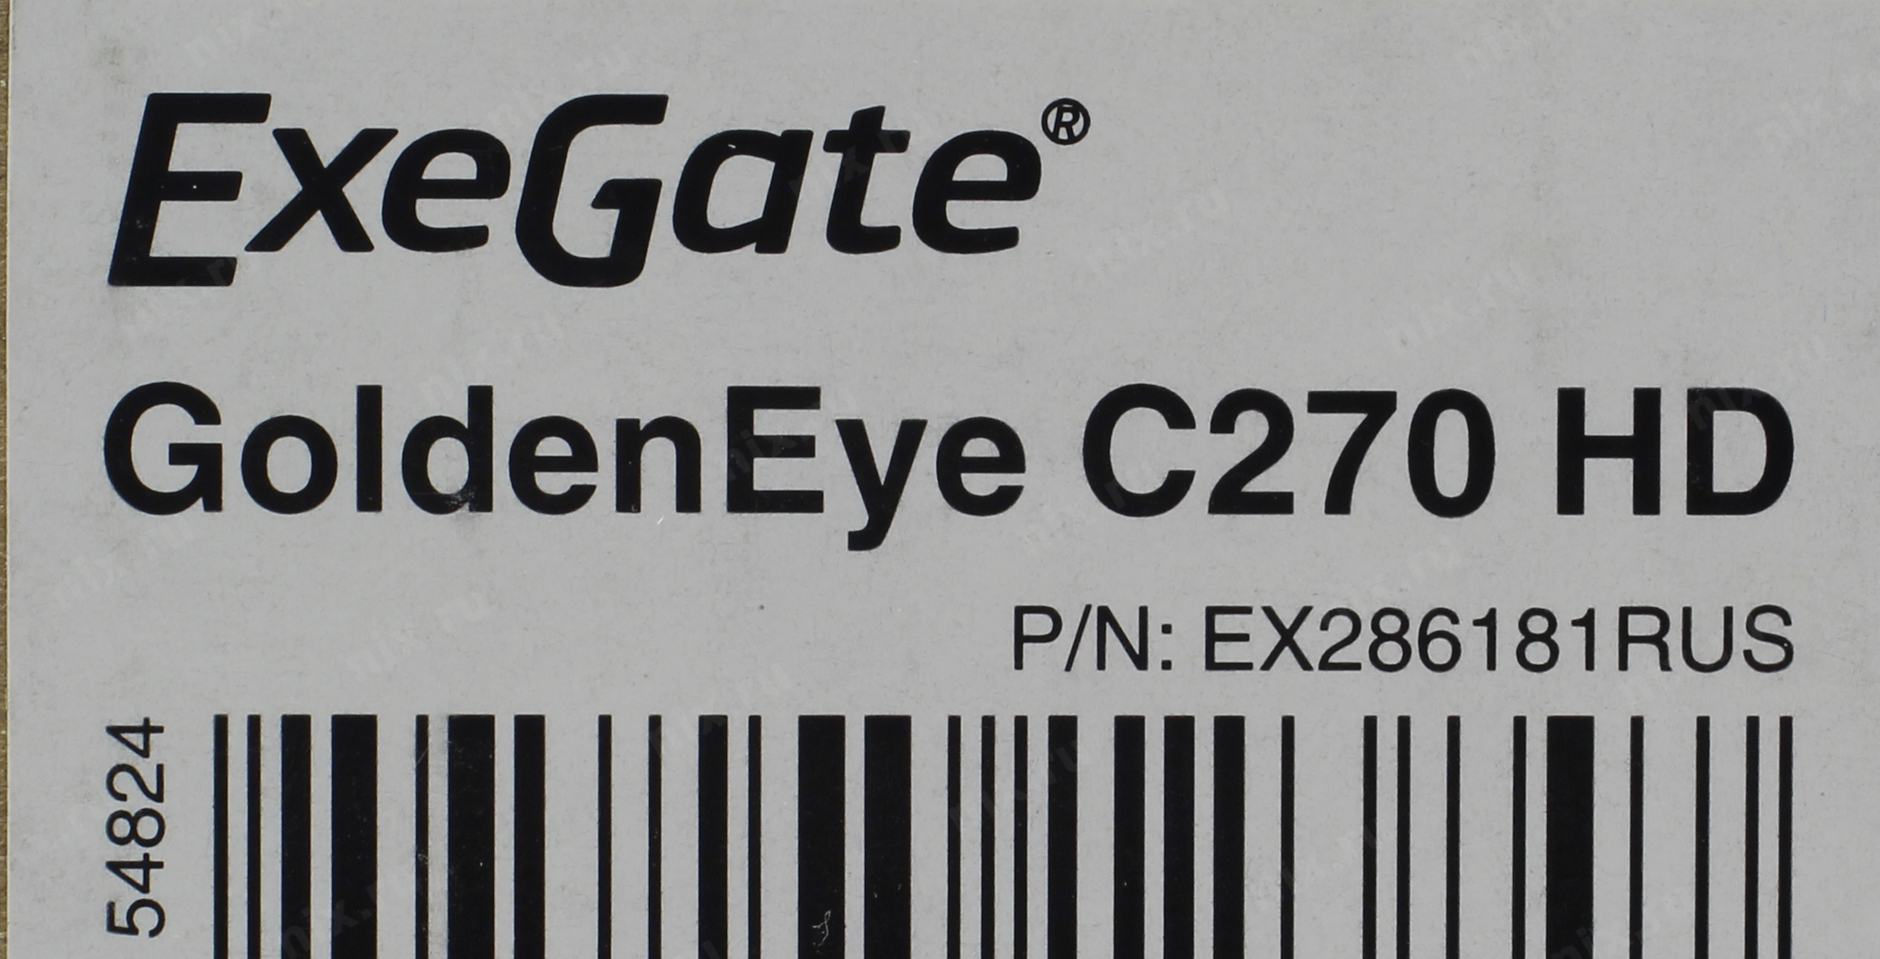 ExeGate®
GoldenEye C270 HD
P/N: EX286181RUS
54824